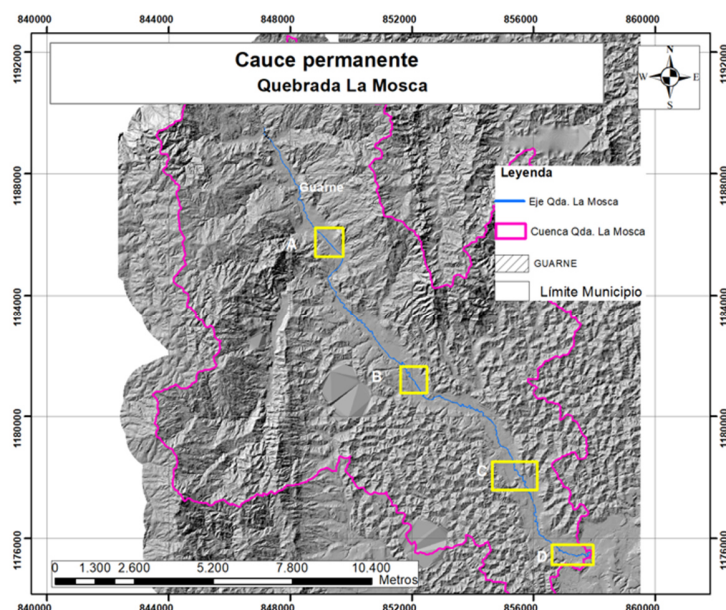 840000 844000 848000 852000 856000 860000
Cauce permanente
Quebrada La Mosca
N
W E
S
1192000 1192000
Leyenda
Eje Qda. La Mosca
Cuenca Qda. La Mosca
GUARNE
Límite Municipio
1188000 1188000
Guarne
A
1184000 1184000
B
1180000 1180000
C
1176000 1176000
D
0 1.300 2.600 5.200 7.800 10.400
Metros
840000 844000 848000 852000 856000 860000